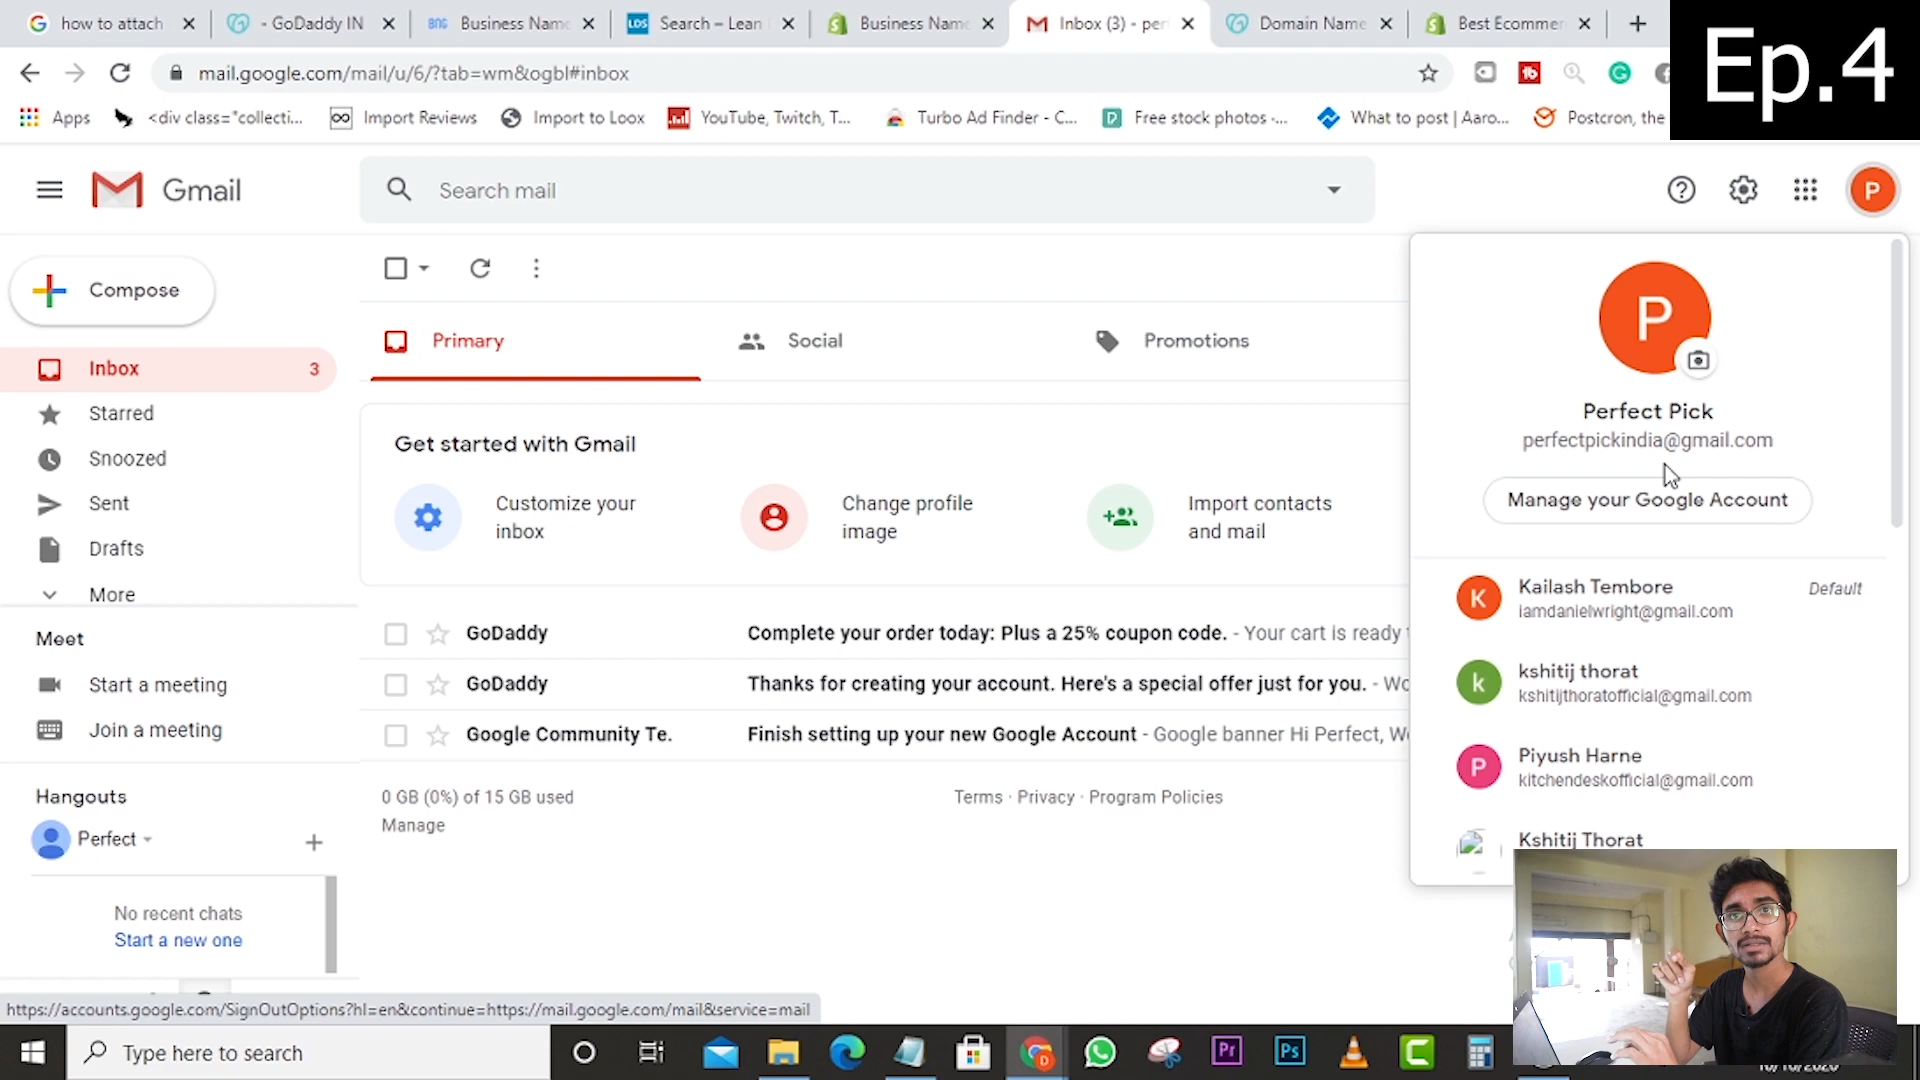 how to attach
- GoDaddy IN
Business Name
Search – Lean
Business Name
Inbox (3) - per
Domain Name
Best Ecommer
Ep.4
mail.google.com/mail/u/6/?tab=wm&ogbl#inbox
Apps
<div class="collecti...
Import Reviews
Import to Loox
YouTube, Twitch, T...
Turbo Ad Finder - C...
Free stock photos -...
What to post | Aaro...
Postcron, the
Gmail
Search mail
P
Compose
Inbox 3
Starred
Snoozed
Sent
Drafts
More
Meet
Start a meeting
Join a meeting
Hangouts
Perfect
No recent chats
Start a new one
Primary
Social
Promotions
Get started with Gmail
Customize your
inbox
Change profile
image
Import contacts
and mail
GoDaddy Complete your order today: Plus a 25% coupon code. - Your cart is ready
GoDaddy Thanks for creating your account. Here's a special offer just for you. - Wo
Google Community Te. Finish setting up your new Google Account - Google banner Hi Perfect, We
0 GB (0%) of 15 GB used
Manage
Terms · Privacy · Program Policies
P
Perfect Pick
perfectpickindia@gmail.com
Manage your Google Account
K
Kailash Tembore
Default
iamdanielwright@gmail.com
k
kshitij thorat
kshitijthoratofficial@gmail.com
P
Piyush Harne
kitchendeskofficial@gmail.com
Kshitij Thorat
https://accounts.google.com/SignOutOptions?hl=en&continue=https://mail.google.com/mail&service=mail
Type here to search
Pr
Ps